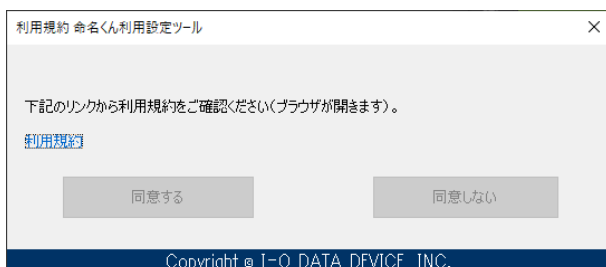 利用規約 命名くん利用設定ツール
下記のリンクから利用規約をご確認ください(ブラウザが開きます)。
利用規約
同意する 同意しない
Copyright © I-O DATA DEVICE, INC.